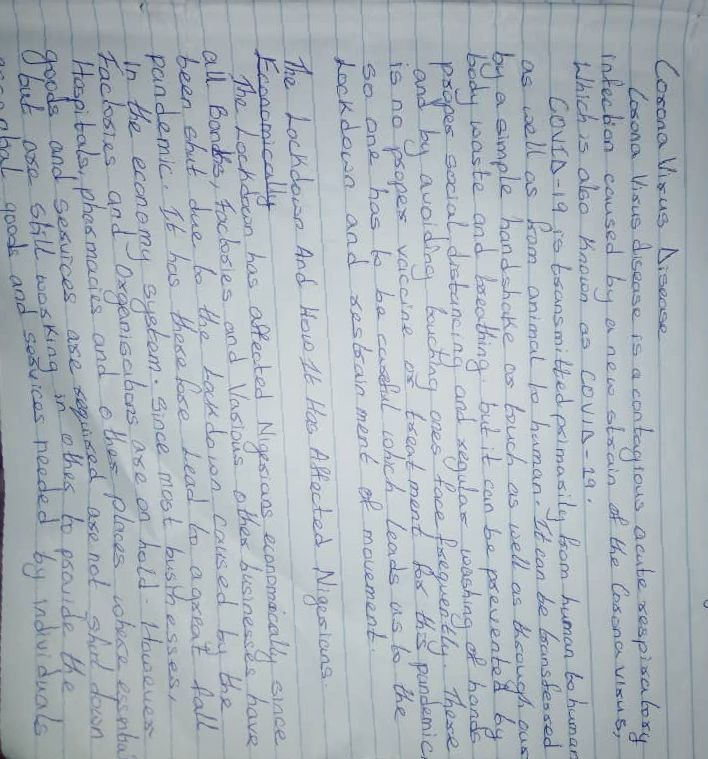 Corona Virus Disease
Corona Virus disease is a contagious acute respiratory
infection caused by a new strain of the Corona virus,
which is also known as COVID-19.
COVID-19 is transmitted primarily from human to human
as well as from animal to human. It can be transferred
by a simple handshake or touch as well as through our
body waste and breathing, but it can be prevented by
proper social distancing and regular washing of hands
and by avoiding touching ones face frequently. There
is no proper vaccine or treatment for this pandemic
so one has to be careful which leads us to the
Lockdown and restrainment of movement.
The Lockdown And How It Has Affected Nigerians.
Economically
The Lockdown has affected Nigerians economically since
all Banks, factories and Various other businesses have
been shut due to the Lockdown caused by the
pandemic. It has therefore Lead to a great fall
in the economy system. Since most businesses,
Factories and Organisations are on hold. However
Hospitals, pharmacies and other places where essential
goods and services are required are not shut down
but are still working in other to provide the
goods and services needed by individuals